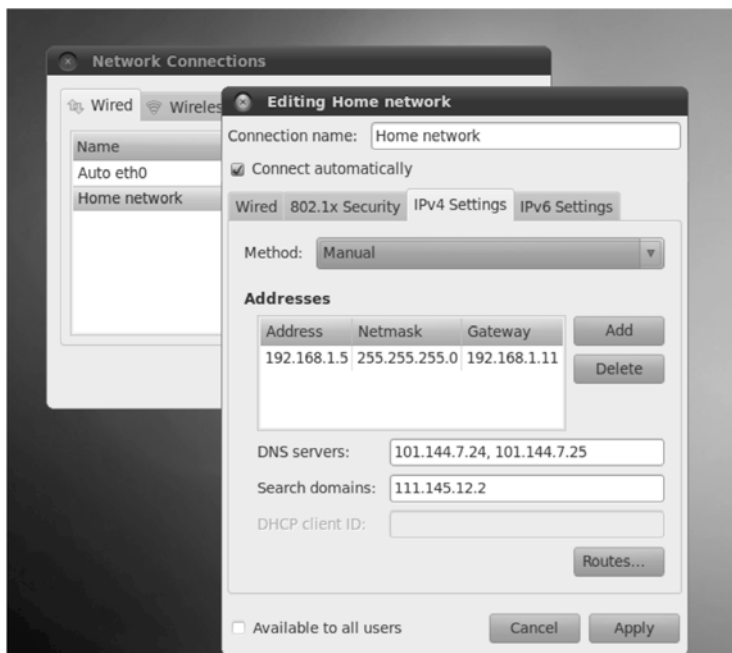 Network Connections
Wired Wireles
Name
Auto eth0
Home network
Editing Home network
Connection name: Home network
Connect automatically
Wired 802.1x Security IPv4 Settings IPv6 Settings
Method: Manual
Addresses
Address Netmask Gateway
192.168.1.5 255.255.255.0 192.168.1.11
Add
Delete
DNS servers: 101.144.7.24, 101.144.7.25
Search domains: 111.145.12.2
DHCP client ID:
Routes...
Available to all users Cancel Apply